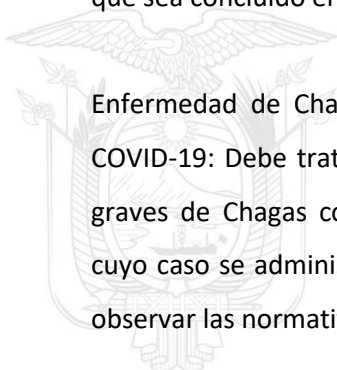 que sea concluido el
Enfermedad de Cha
COVID-19: Debe trat
graves de Chagas co
cuyo caso se admini
observar las normati